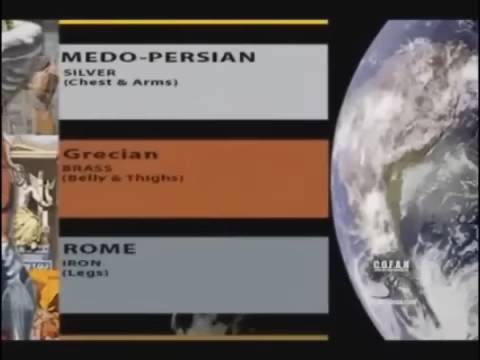 MEDO-PERSIAN
SILVER
(Chest & Arms)
Grecian
BRASS
(Belly & Thighs)
ROME
IRON
(Legs)
C.O.F.A.H